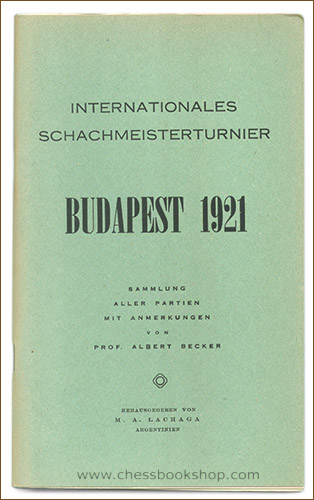 INTERNATIONALES
SCHACHMEISTERTURNIER
BUDAPEST 1921
SAMMLUNG
ALLER PARTIEN
MIT ANMERKUNGEN
VON
PROF. ALBERT BECKER
HERAUSGEGEBEN VON
M. A. LACHAGA
ARGENTINIEN
www.chessbookshop.com